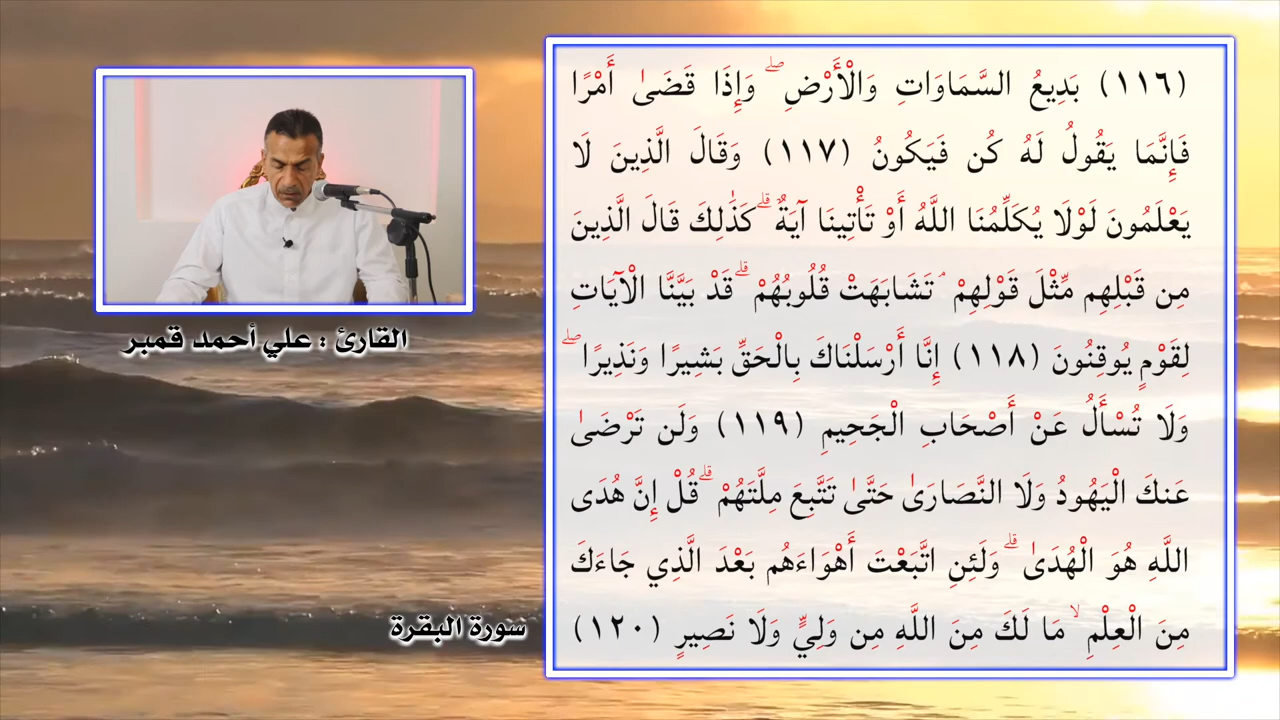 (١١٦) بَدِيعُ السَّمَاوَاتِ وَالْأَرْضِ ۖ وَإِذَا قَضَىٰ أَمْرًا
فَإِنَّمَا يَقُولُ لَهُ كُن فَيَكُونُ (١١٧) وَقَالَ الَّذِينَ لَا
يَعْلَمُونَ لَوْلَا يُكَلِّمُنَا اللَّهُ أَوْ تَأْتِينَا آيَةٌ ۗ كَذَٰلِكَ قَالَ الَّذِينَ
مِن قَبْلِهِم مِّثْلَ قَوْلِهِمْ ۘ تَشَابَهَتْ قُلُوبُهُمْ ۗ قَدْ بَيَّنَّا الْآيَاتِ
لِقَوْمٍ يُوقِنُونَ (١١٨) إِنَّا أَرْسَلْنَاكَ بِالْحَقِّ بَشِيرًا وَنَذِيرًا ۖ
وَلَا تُسْأَلُ عَنْ أَصْحَابِ الْجَحِيمِ (١١٩) وَلَن تَرْضَىٰ
عَنكَ الْيَهُودُ وَلَا النَّصَارَىٰ حَتَّىٰ تَتَّبِعَ مِلَّتَهُمْ ۗ قُلْ إِنَّ هُدَى
اللَّهِ هُوَ الْهُدَىٰ ۗ وَلَئِنِ اتَّبَعْتَ أَهْوَاءَهُم بَعْدَ الَّذِي جَاءَكَ
مِنَ الْعِلْمِ ۙ مَا لَكَ مِنَ اللَّهِ مِن وَلِيٍّ وَلَا نَصِيرٍ (١٢٠)
القارئ : علي أحمد قمبر
سورة البقرة